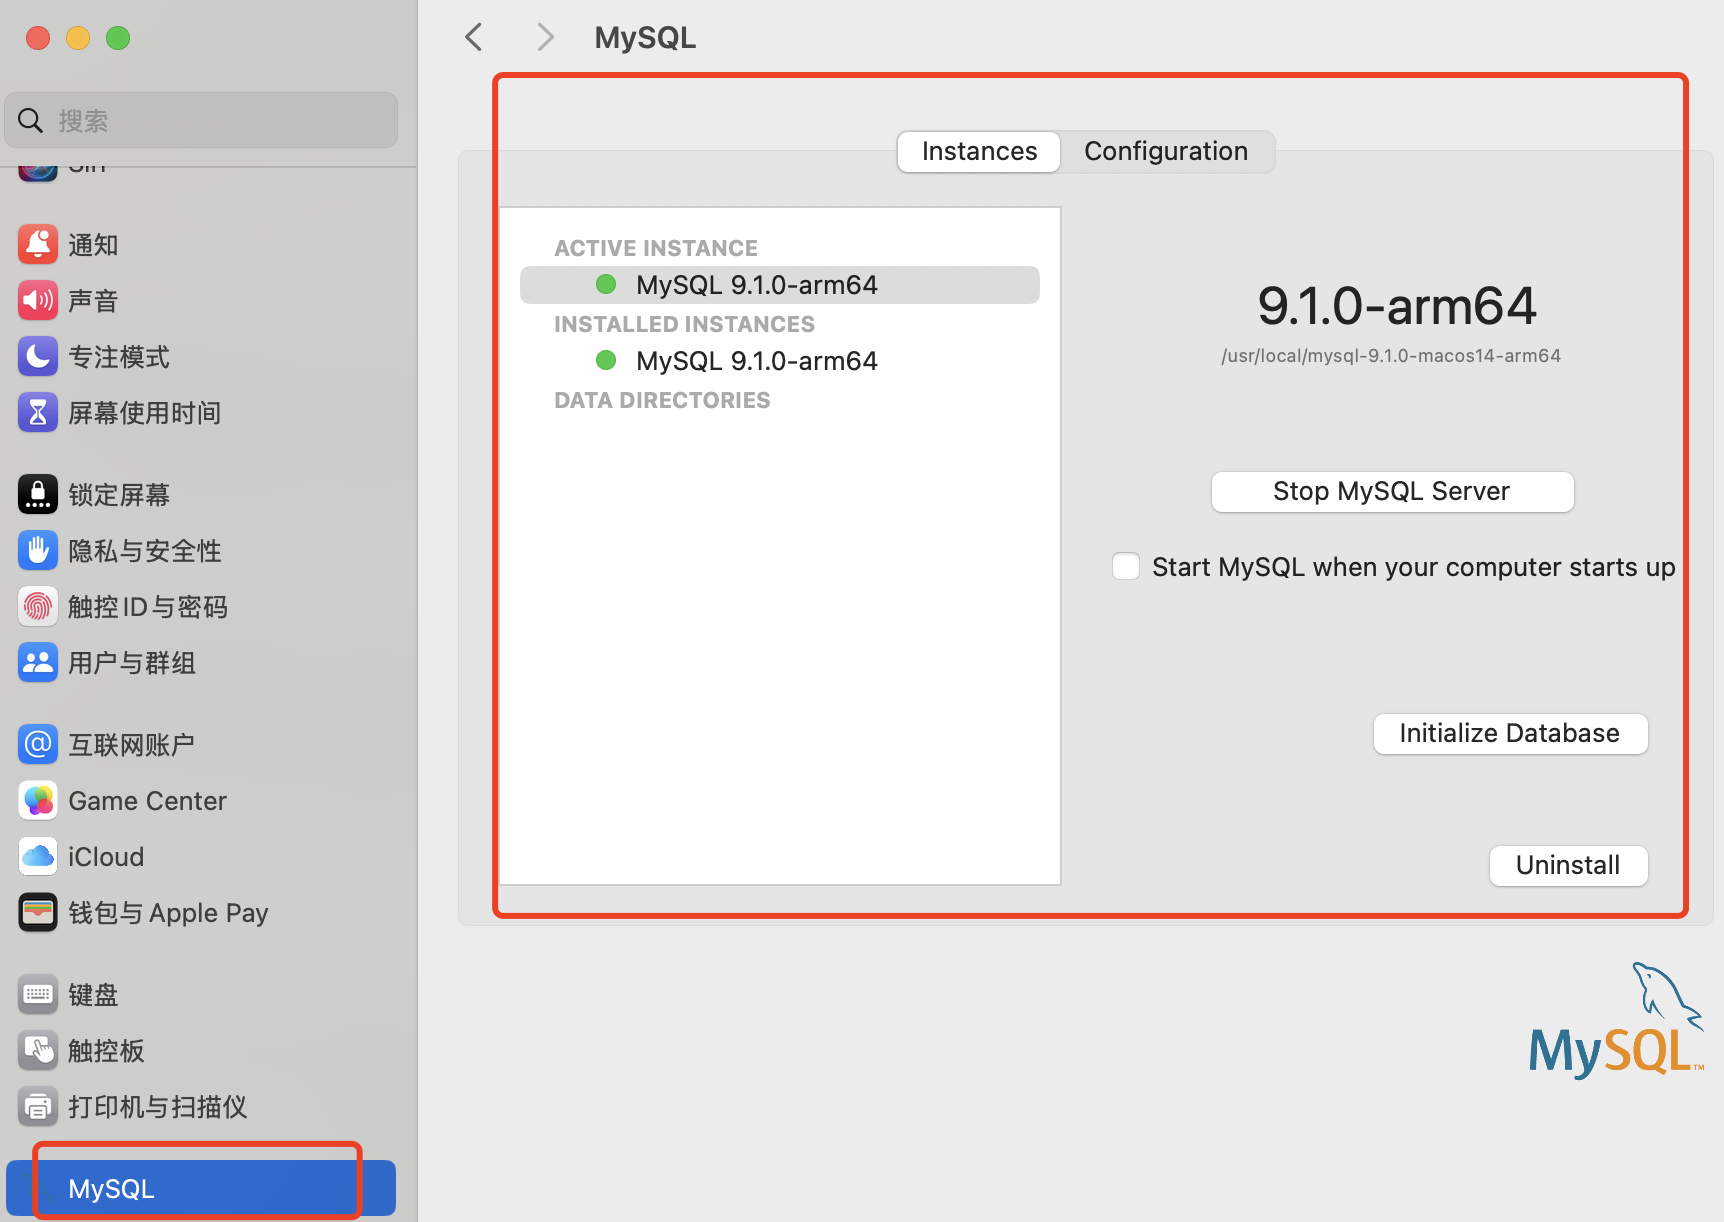 MySQL
搜索
Siri
通知
声音
专注模式
屏幕使用时间
锁定屏幕
隐私与安全性
触控 ID 与密码
用户与群组
互联网账户
Game Center
iCloud
钱包与 Apple Pay
键盘
触控板
打印机与扫描仪
MySQL
Instances
Configuration
ACTIVE INSTANCE
MySQL 9.1.0-arm64
INSTALLED INSTANCES
MySQL 9.1.0-arm64
DATA DIRECTORIES
9.1.0-arm64
/usr/local/mysql-9.1.0-macos14-arm64
Stop MySQL Server
Start MySQL when your computer starts up
Initialize Database
Uninstall
MySQL™